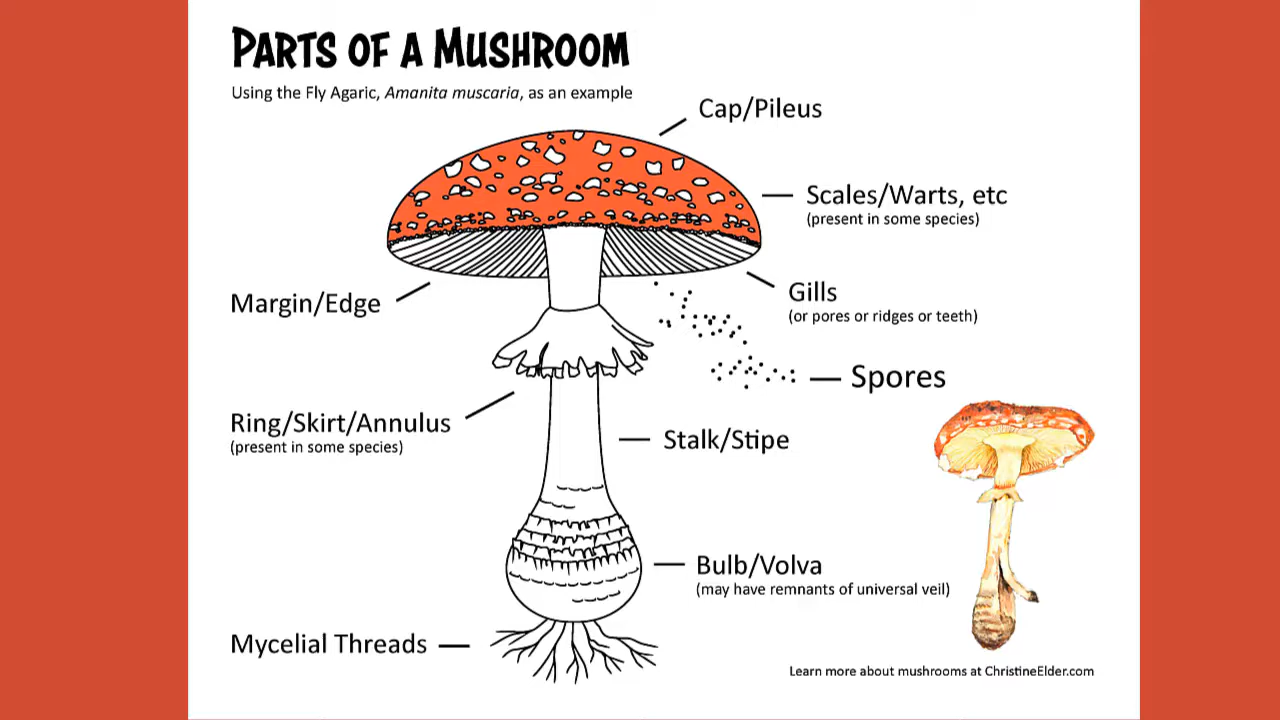 PARTS OF A MUSHROOM
Using the Fly Agaric, Amanita muscaria, as an example
Cap/Pileus
Scales/Warts, etc
(present in some species)
Gills
(or pores or ridges or teeth)
Margin/Edge
Spores
Ring/Skirt/Annulus
(present in some species)
Stalk/Stipe
Bulb/Volva
(may have remnants of universal veil)
Mycelial Threads
Learn more about mushrooms at ChristineElder.com